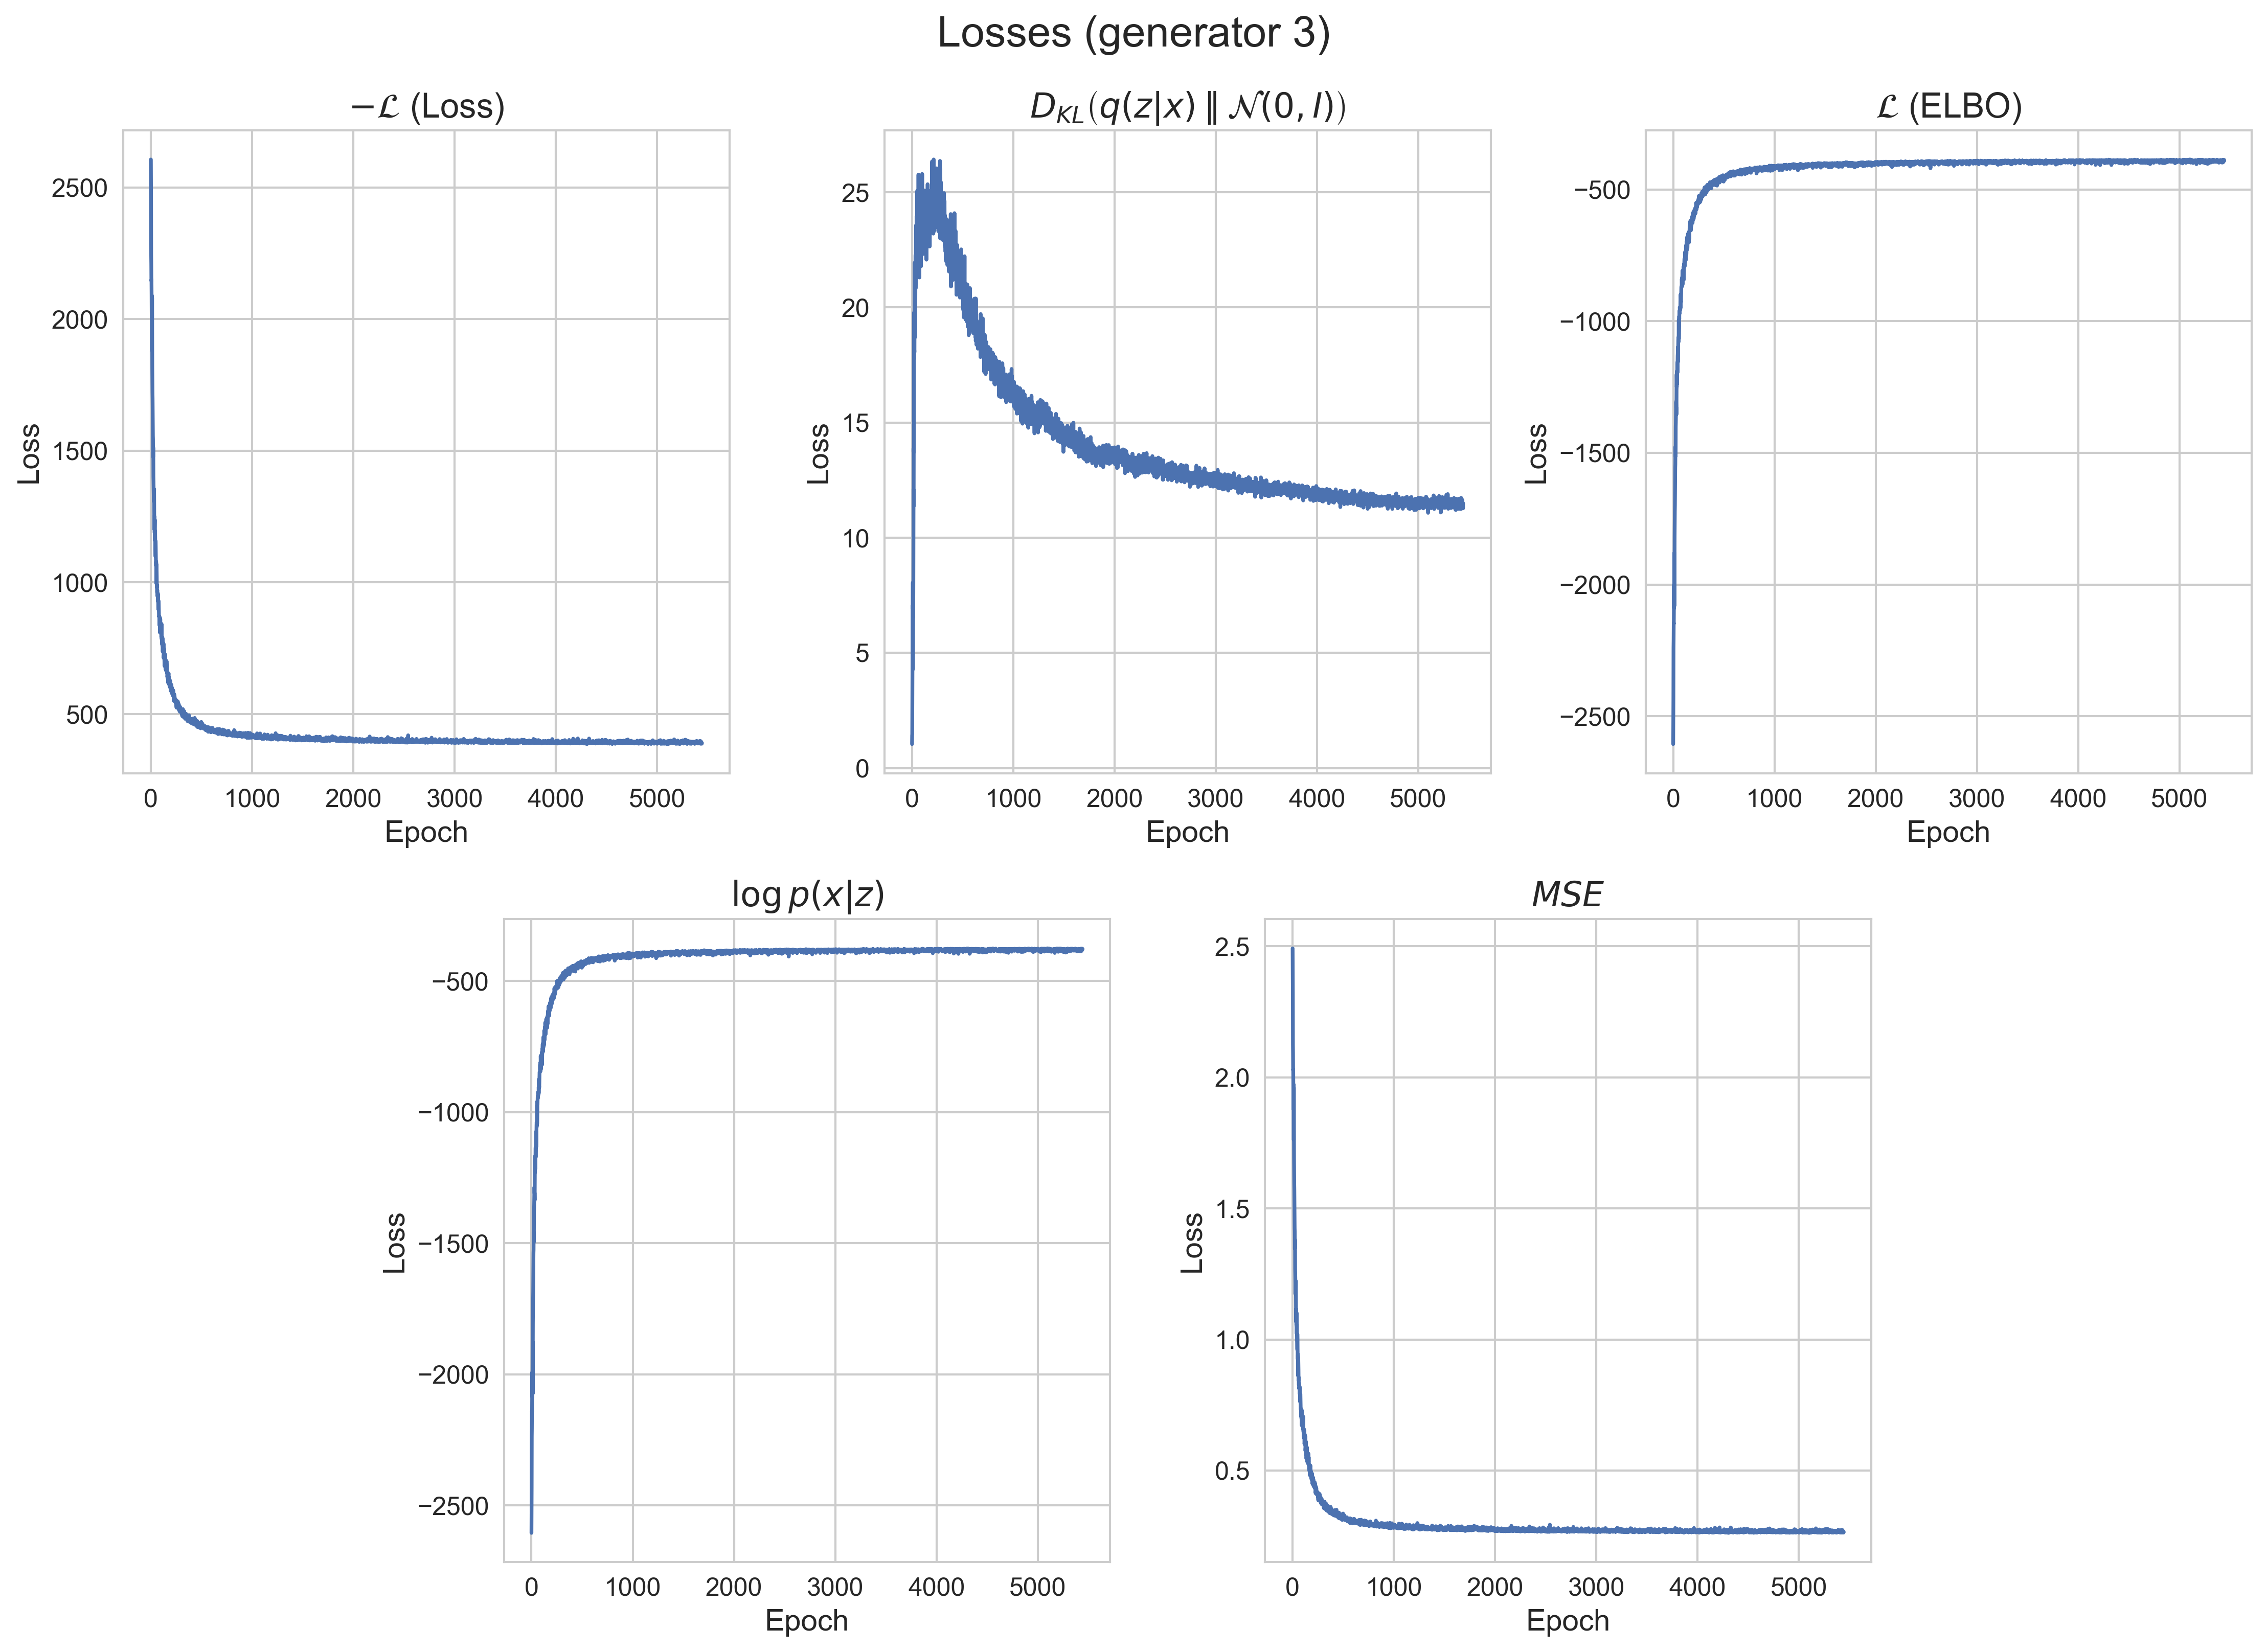 Losses (generator 3)
−ℒ (Loss)
2500
2000
1500
1000
500
Loss
0 1000 2000 3000 4000 5000
Epoch
D_{KL}(q(z|x) ∥ 𝒩(0, I))
25
20
15
10
5
0
Loss
0 1000 2000 3000 4000 5000
Epoch
ℒ (ELBO)
−500
−1000
−1500
−2000
−2500
Loss
0 1000 2000 3000 4000 5000
Epoch
log p(x|z)
−500
−1000
−1500
−2000
−2500
Loss
0 1000 2000 3000 4000 5000
Epoch
MSE
2.5
2.0
1.5
1.0
0.5
Loss
0 1000 2000 3000 4000 5000
Epoch